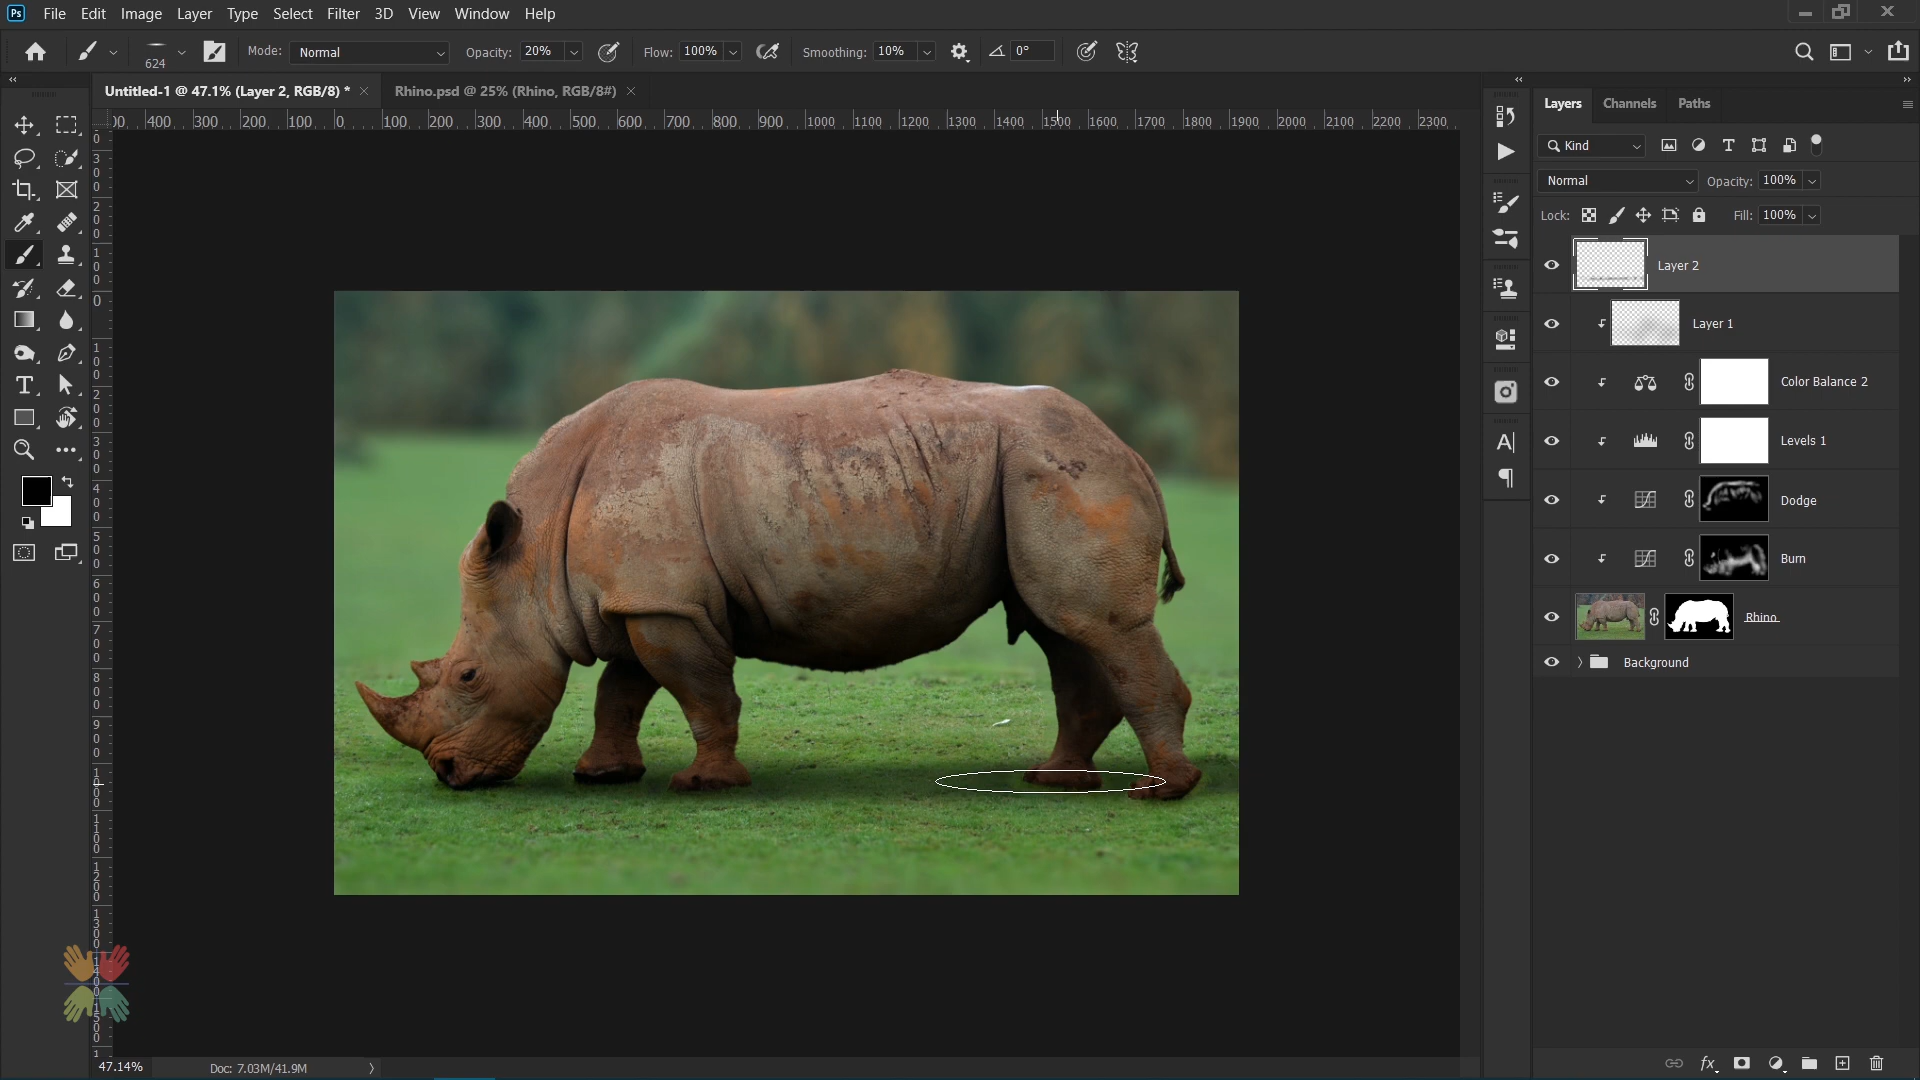 Ps File Edit Image Layer Type Select Filter 3D View Window Help
624 Mode: Normal Opacity: 20% Flow: 100% Smoothing: 10% 0°
Untitled-1 @ 47.1% (Layer 2, RGB/8) * × Rhino.psd @ 25% (Rhino, RGB/8#) ×
00 400 300 200 100 0 100 200 300 400 500 600 700 800 900 1000 1100 1200 1300 1400 1500 1600 1700 1800 1900 2000 2100 2200 2300
Layers Channels Paths
Kind
Normal Opacity: 100%
Lock: Fill: 100%
Layer 2
Layer 1
Color Balance 2
Levels 1
Dodge
Burn
Rhino
Background
47.14% Doc: 7.03M/41.9M